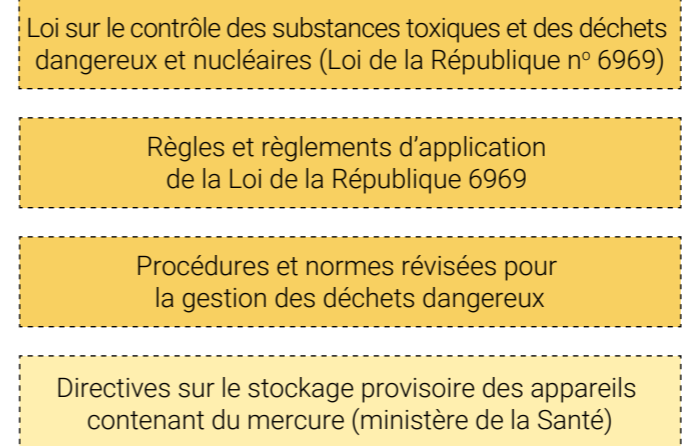 Loi sur le contrôle des substances toxiques et des déchets
dangereux et nucléaires (Loi de la République nº 6969)
Règles et règlements d’application
de la Loi de la République 6969
Procédures et normes révisées pour
la gestion des déchets dangereux
Directives sur le stockage provisoire des appareils
contenant du mercure (ministère de la Santé)